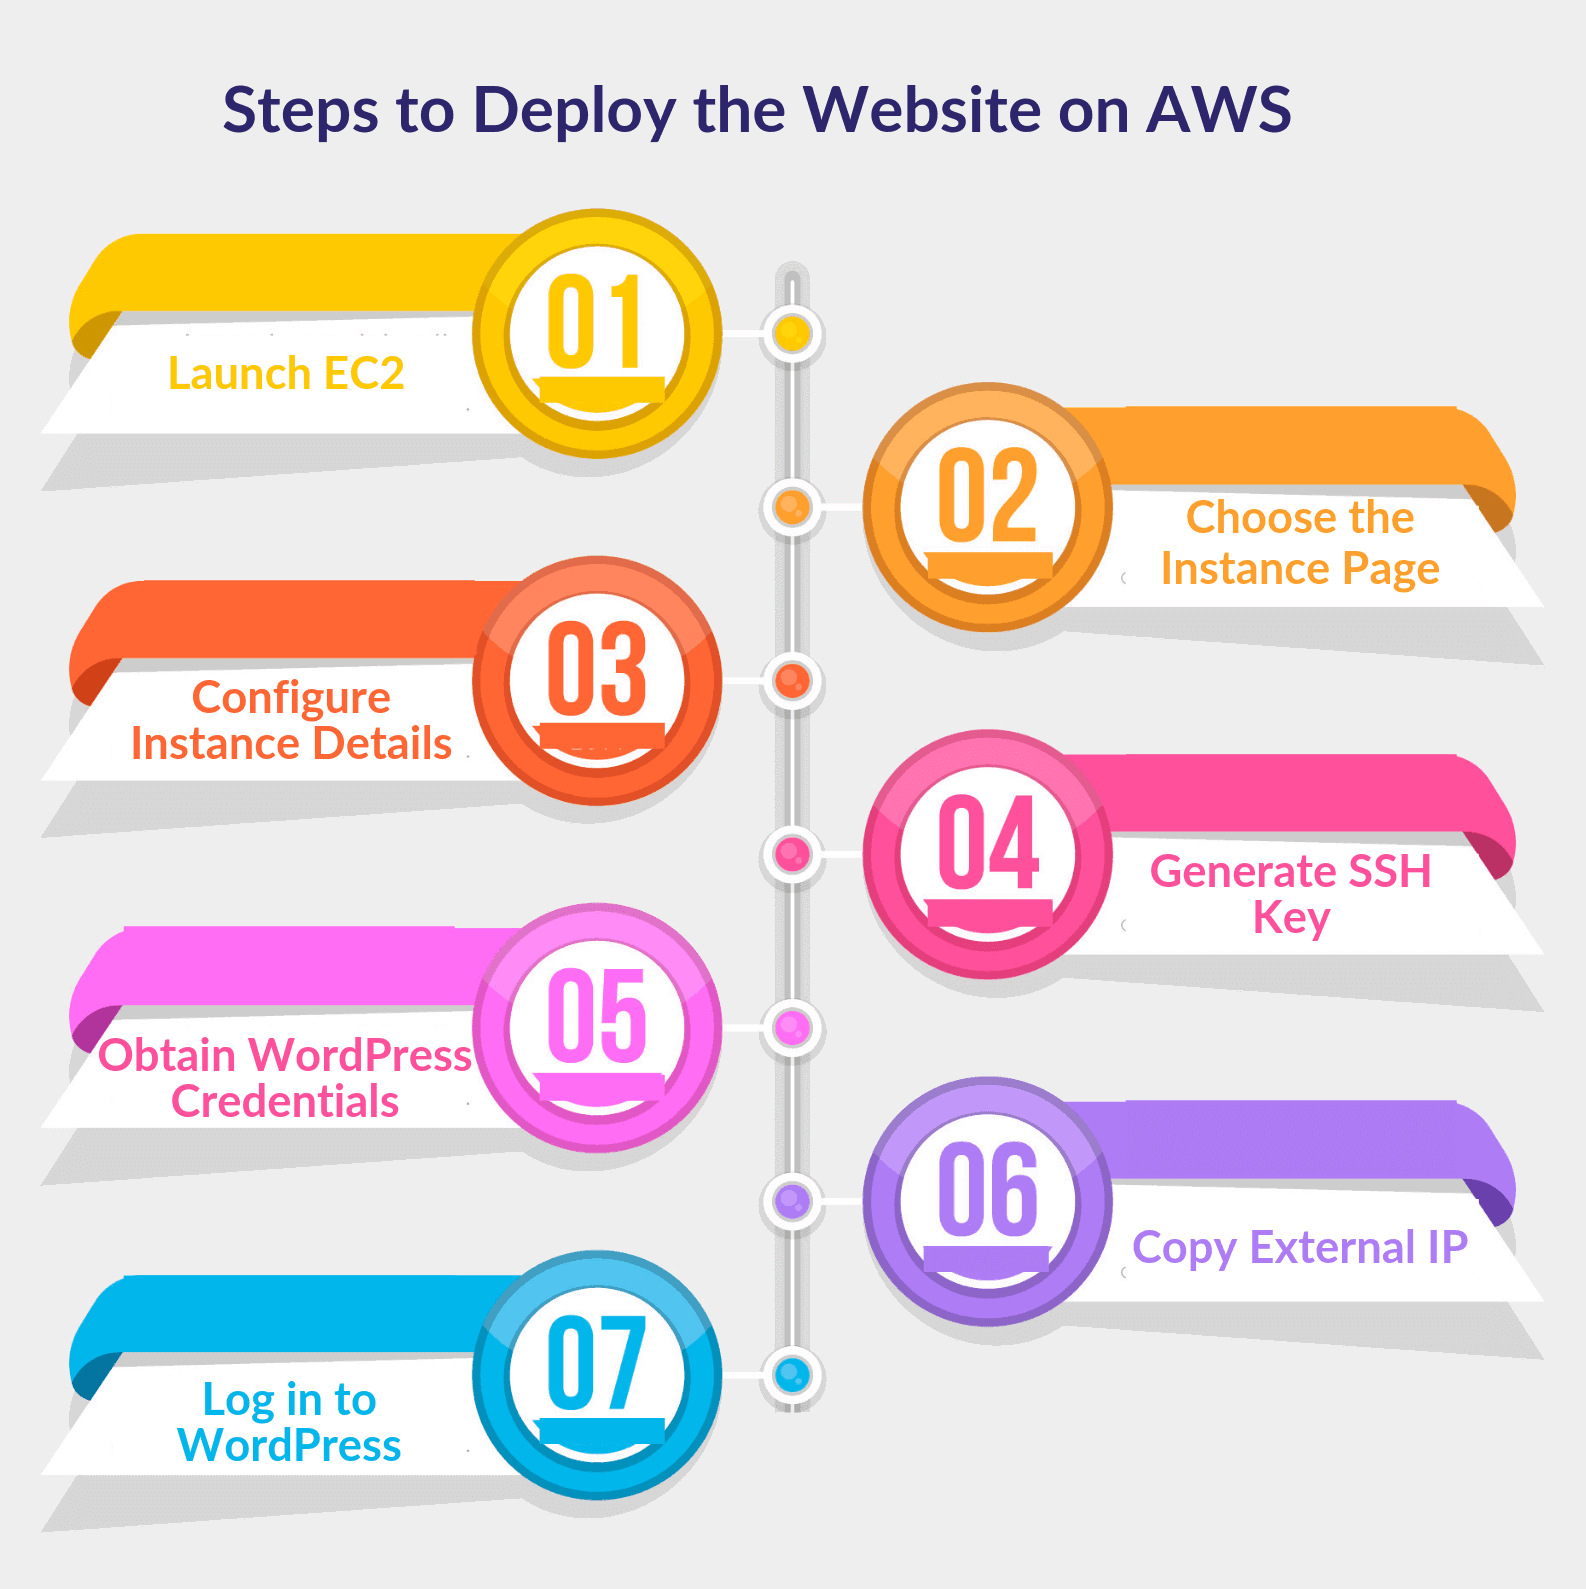 Steps to Deploy the Website on AWS
01
Launch EC2
02
Choose the
Instance Page
03
Configure
Instance Details
04
Generate SSH
Key
05
Obtain WordPress
Credentials
06
Copy External IP
07
Log in to
WordPress